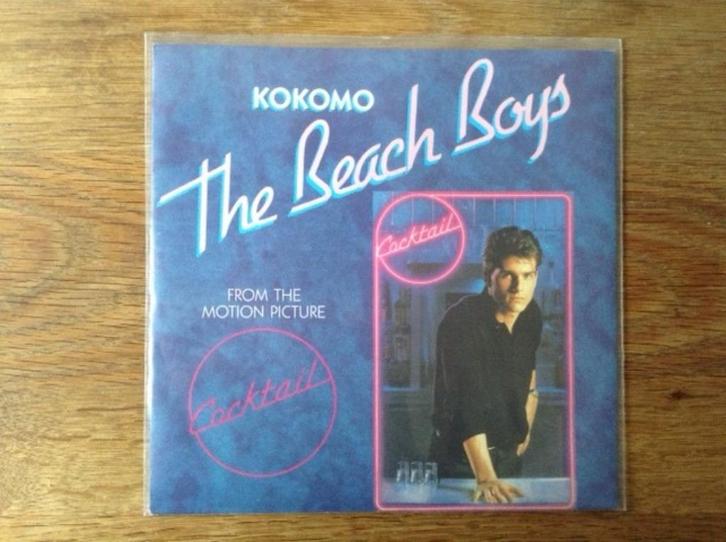 KOKOMO
The Beach Boys
Cocktail
FROM THE
MOTION PICTURE
Cocktail